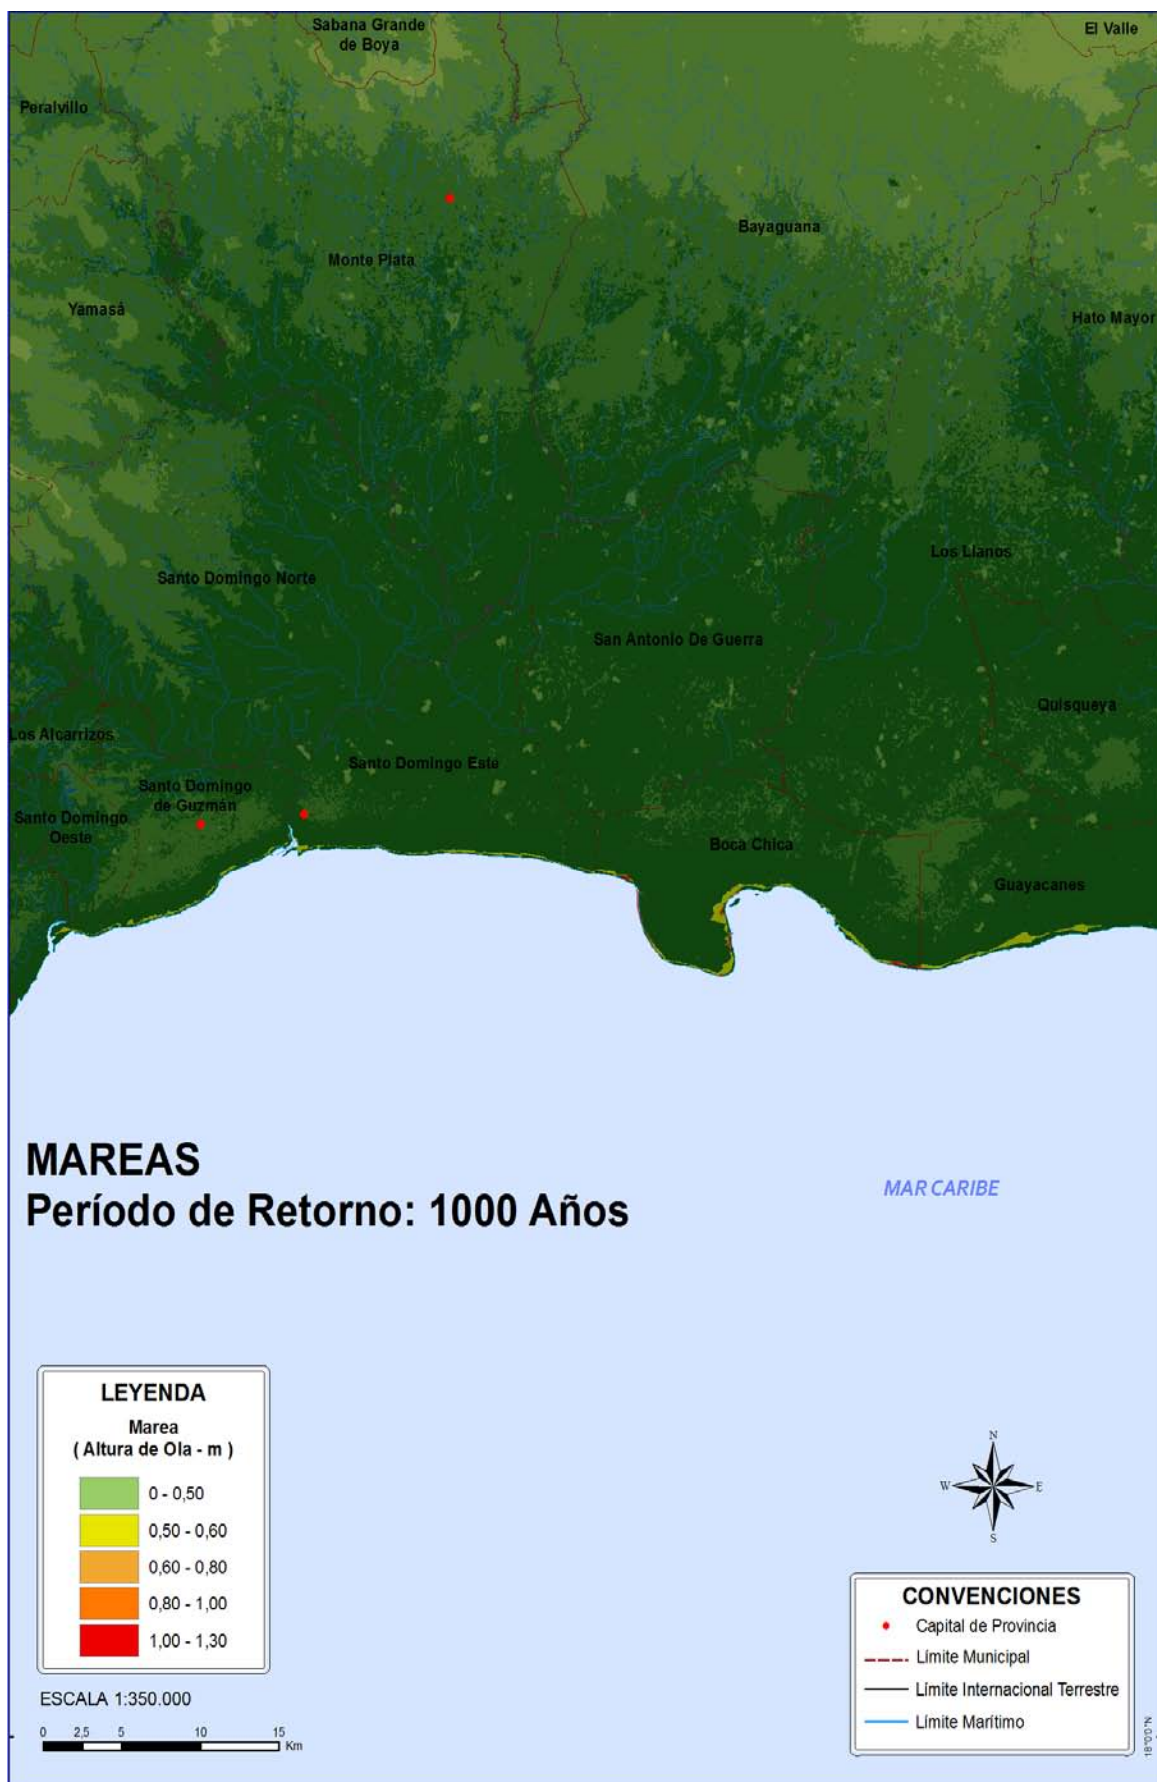 Sabana Grande
de Boya
El Valle
Peralvillo
Bayaguana
Monte Plata
Yamasá
Hato Mayor
Los Llanos
Santo Domingo Norte
San Antonio De Guerra
Quisqueya
Los Alcarrizos
Santo Domingo Este
Santo Domingo
de Guzmán
Santo Domingo
Oeste
Boca Chica
Guayacanes
MAREAS
Período de Retorno: 1000 Años
MAR CARIBE
LEYENDA
Marea
( Altura de Ola - m )
0 - 0,50
0,50 - 0,60
0,60 - 0,80
0,80 - 1,00
1,00 - 1,30
ESCALA 1:350.000
0 2,5 5 10 15
Km
N
W E
S
CONVENCIONES
Capital de Provincia
Límite Municipal
Límite Internacional Terrestre
Límite Marítimo
18°0'0"N